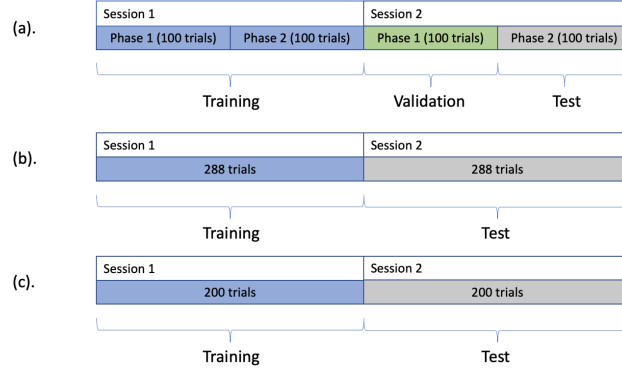 (a).
Session 1
Session 2
Phase 1 (100 trials)
Phase 2 (100 trials)
Phase 1 (100 trials)
Phase 2 (100 trials)
Training
Validation
Test
(b).
Session 1
Session 2
288 trials
288 trials
Training
Test
(c).
Session 1
Session 2
200 trials
200 trials
Training
Test